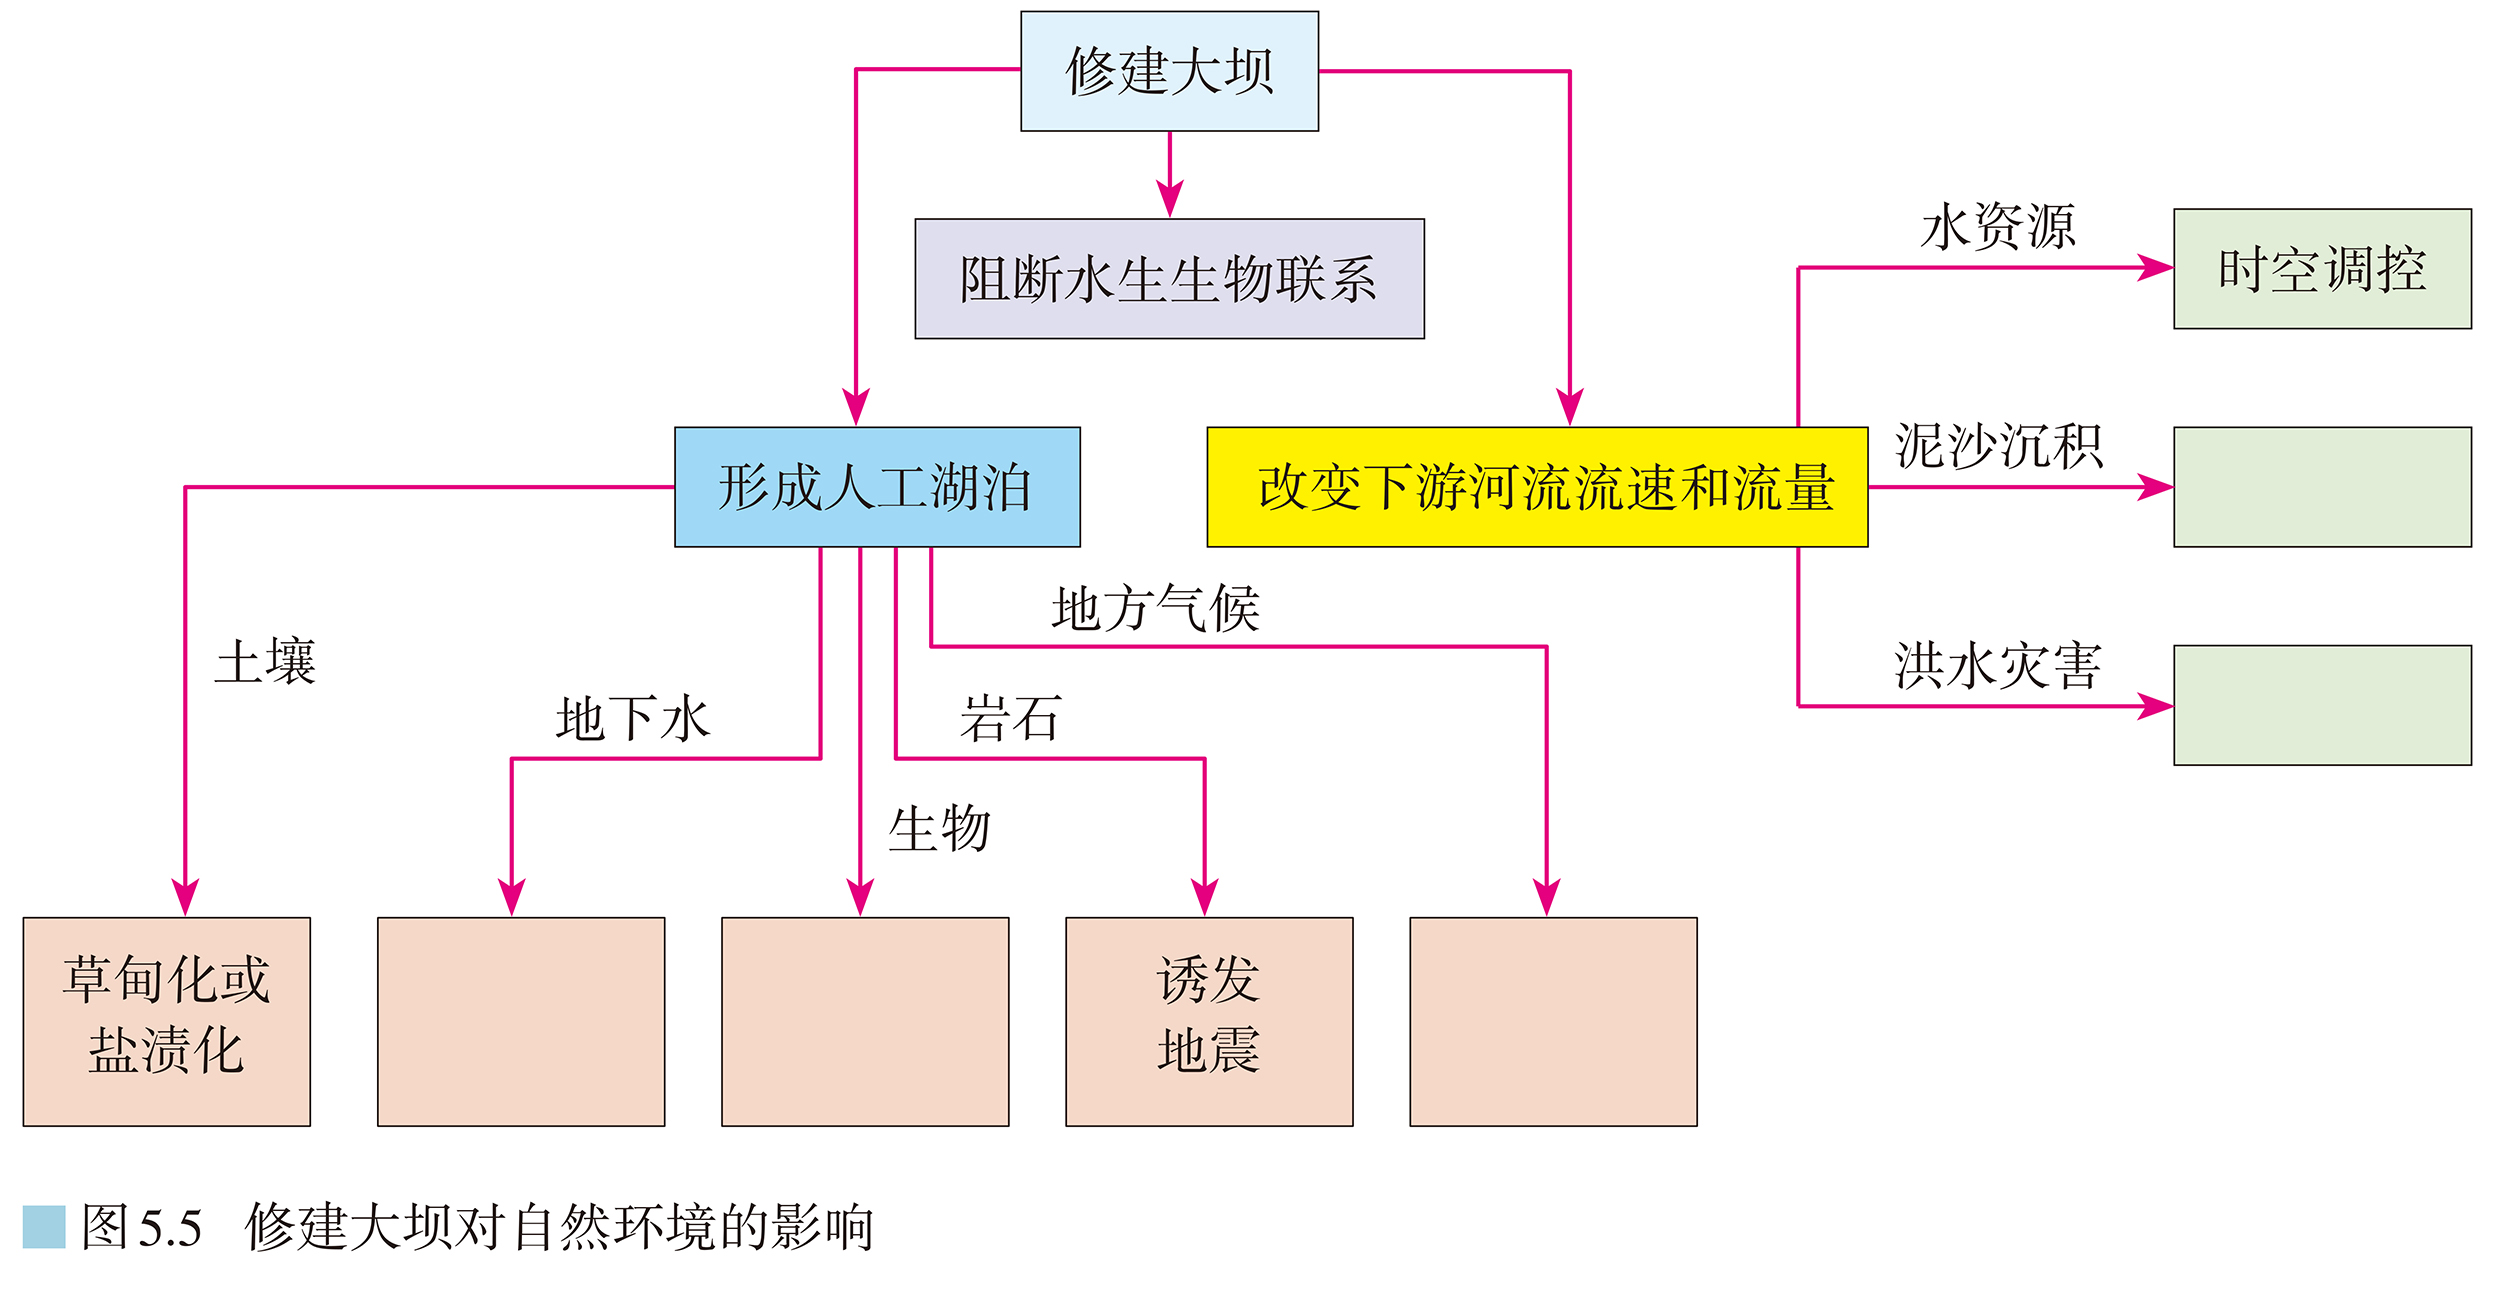 修建大坝
阻断水生生物联系
水资源
时空调控
形成人工湖泊
改变下游河流流速和流量
泥沙沉积
洪水灾害
土壤
地下水
生物
岩石
地方气候
草甸化或
盐渍化
诱发
地震
图 5.5 修建大坝对自然环境的影响